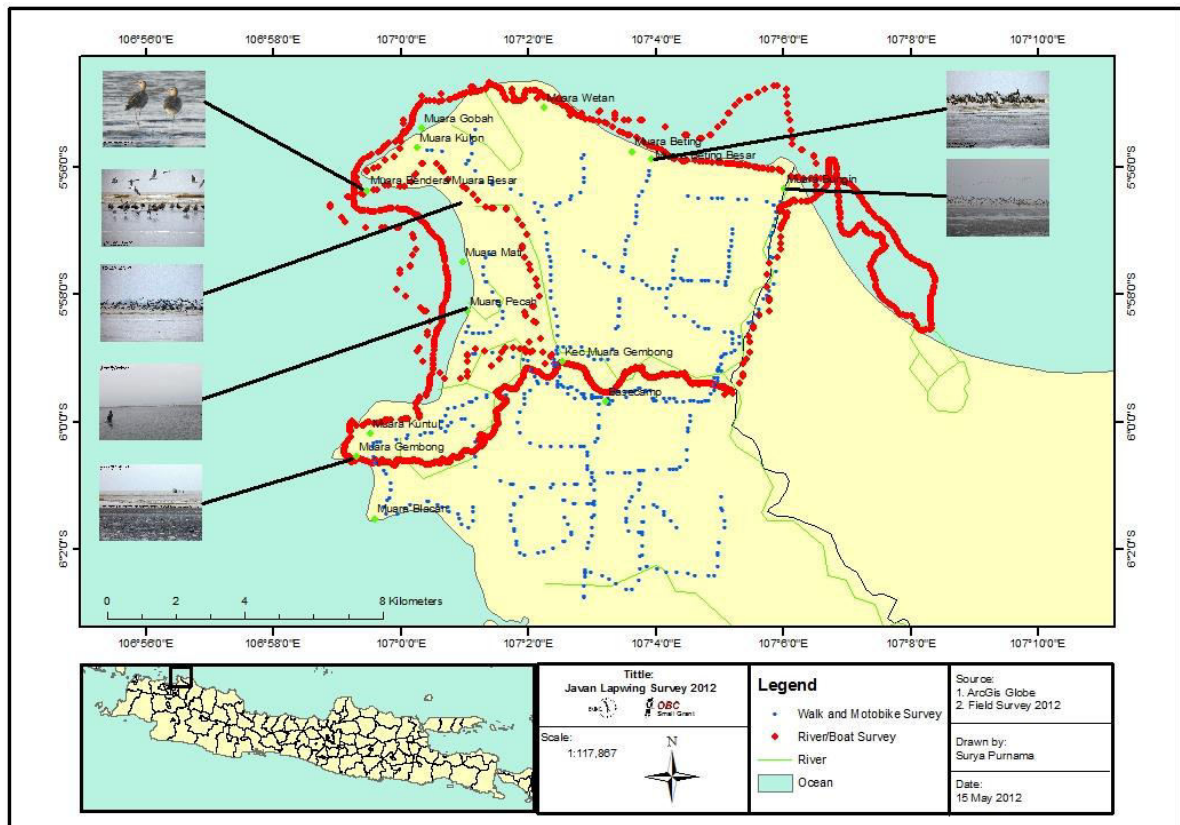 106°56'0"E 106°58'0"E 107°0'0"E 107°2'0"E 107°4'0"E 107°6'0"E 107°8'0"E 107°10'0"E
5°56'0"S
5°58'0"S
6°0'0"S
6°2'0"S
5°56'0"S
5°58'0"S
6°0'0"S
6°2'0"S
Muara Wetan
Muara Gobah
Muara Kulon
Muara Beting
Muara Beting Besar
Muara Bendera
Muara Besar
Muara Bungin
Muara Mati
Muara Pecah
Kec.Muara Gembong
Basecamp
Muara Kuntul
Muara Gembong
Muara Blacan
0 2 4 8 Kilometers
106°56'0"E 106°58'0"E 107°0'0"E 107°2'0"E 107°4'0"E 107°6'0"E 107°8'0"E 107°10'0"E
Tittle:
Javan Lapwing Survey 2012
OBC
Small Grant
Scale:
1:117,867
N
Legend
Walk and Motobike Survey
River/Boat Survey
River
Ocean
Source:
1. ArcGis Globe
2. Field Survey 2012
Drawn by:
Surya Purnama
Date:
15 May 2012